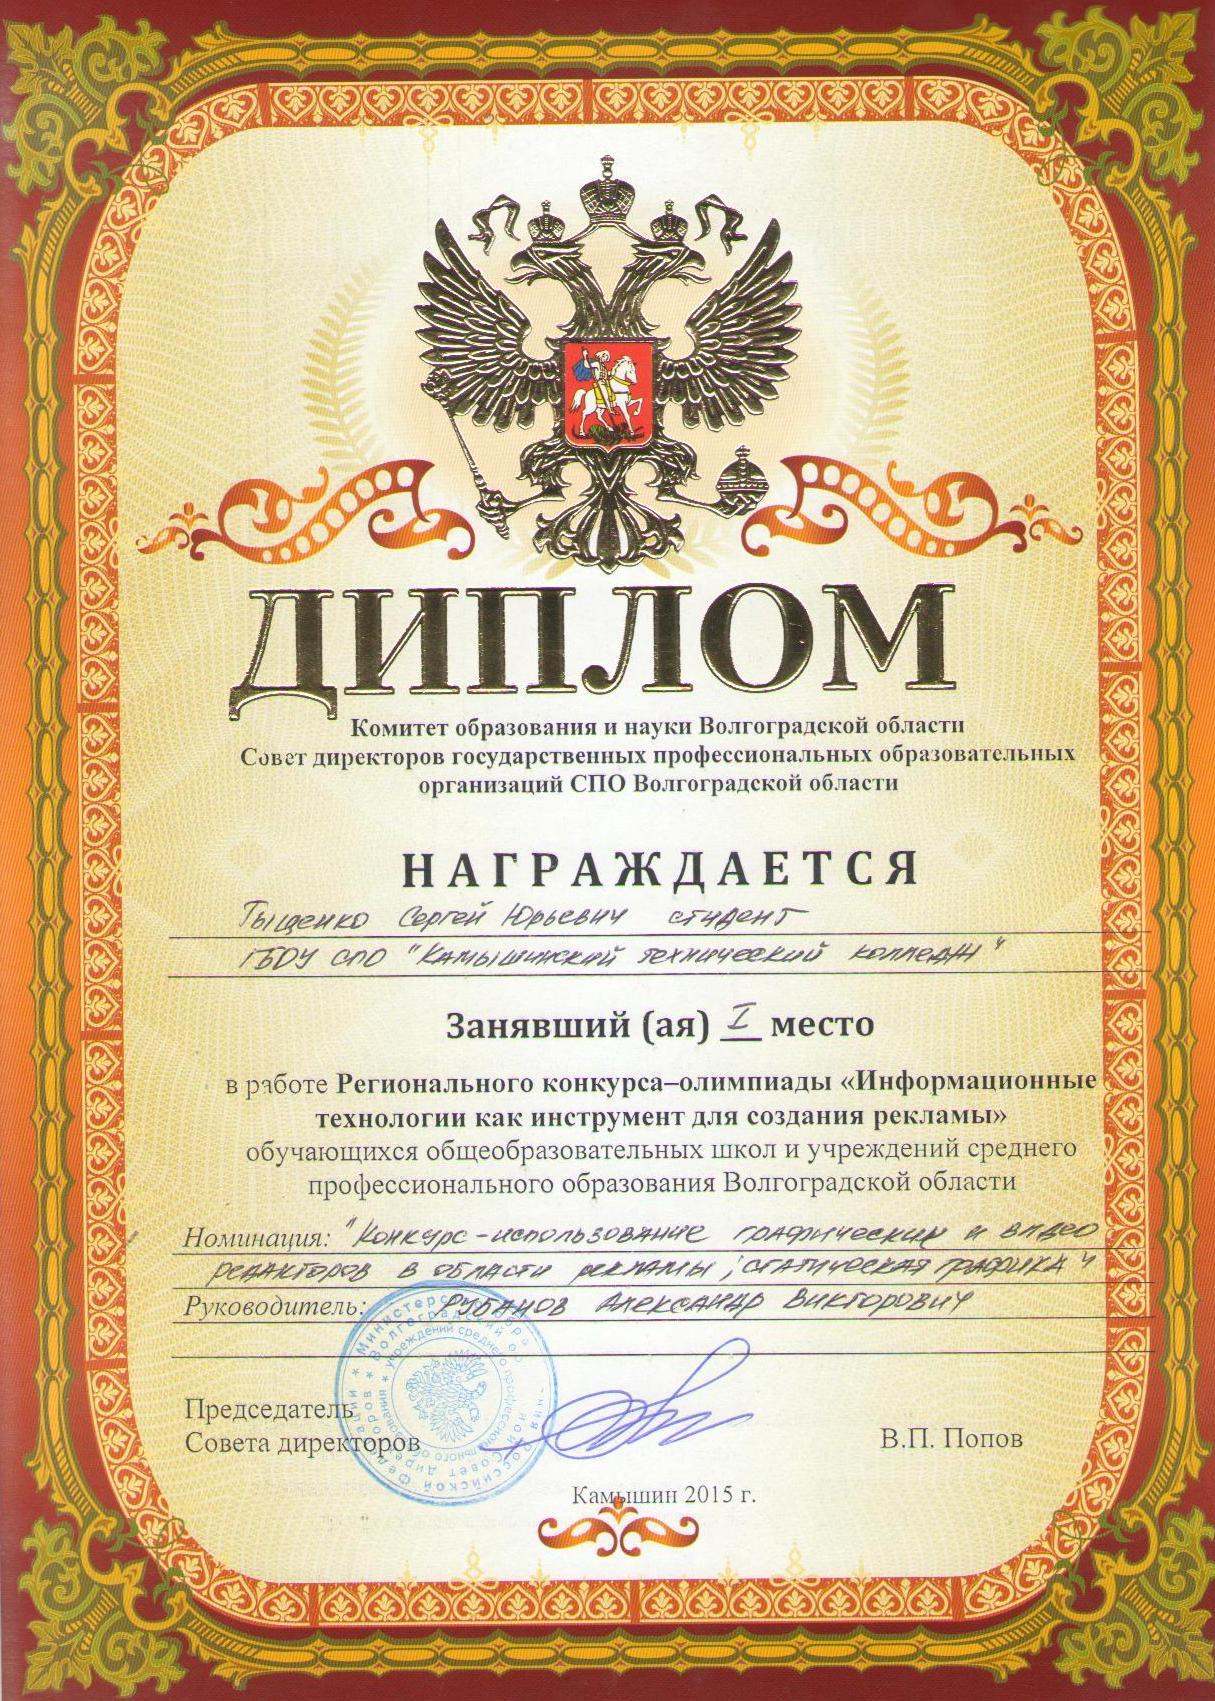 ДИПЛОМ
Комитет образования и науки Волгоградской области
Совет директоров государственных профессиональных образовательных
организаций СПО Волгоградской области
НАГРАЖДАЕТСЯ
Тыщенко Сергей Юрьевич студент
ГБОУ СПО "Камышинский технический колледж"
Занявший (ая) I место
в работе Регионального конкурса–олимпиады «Информационные
технологии как инструмент для создания рекламы»
обучающихся общеобразовательных школ и учреждений среднего
профессионального образования Волгоградской области
Номинация: "Конкурс-использование графических и видео
редакторов в области рекламы, статическая графика"
Руководитель: Рубанов Александр Викторович
Председатель
Совета директоров
В.П. Попов
Камышин 2015 г.